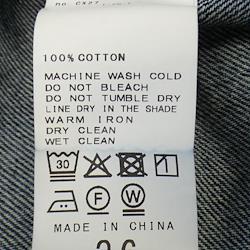 100% COTTON
MACHINE WASH COLD
DO NOT BLEACH
DO NOT TUMBLE DRY
LINE DRY IN THE SHADE
WARM IRON
DRY CLEAN
WET CLEAN
30
F W
MADE IN CHINA